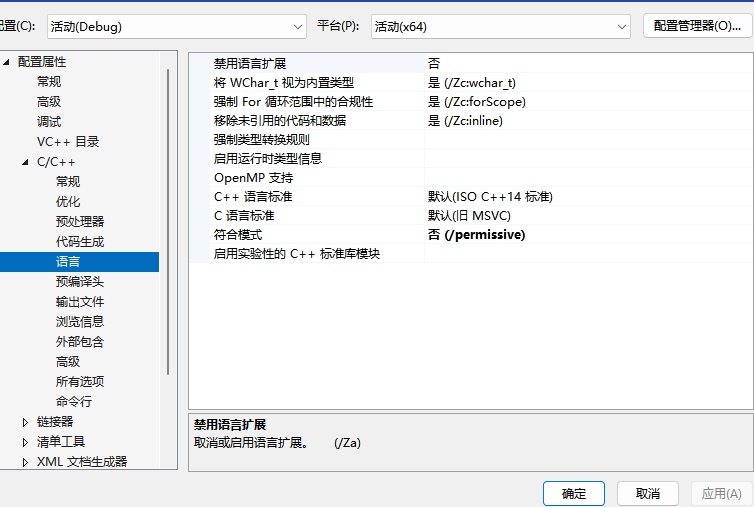 配置(C): 活动(Debug) 平台(P): 活动(x64) 配置管理器(O)...
配置属性
常规
高级
调试
VC++ 目录
C/C++
常规
优化
预处理器
代码生成
语言
预编译头
输出文件
浏览信息
外部包含
高级
所有选项
命令行
链接器
清单工具
XML 文档生成器
禁用语言扩展 否
将 WChar_t 视为内置类型 是 (/Zc:wchar_t)
强制 For 循环范围中的合规性 是 (/Zc:forScope)
移除未引用的代码和数据 是 (/Zc:inline)
强制类型转换规则
启用运行时类型信息
OpenMP 支持
C++ 语言标准 默认(ISO C++14 标准)
C 语言标准 默认(旧 MSVC)
符合模式 否 (/permissive)
启用实验性的 C++ 标准库模块
禁用语言扩展
取消或启用语言扩展。 (/Za)
确定 取消 应用(A)